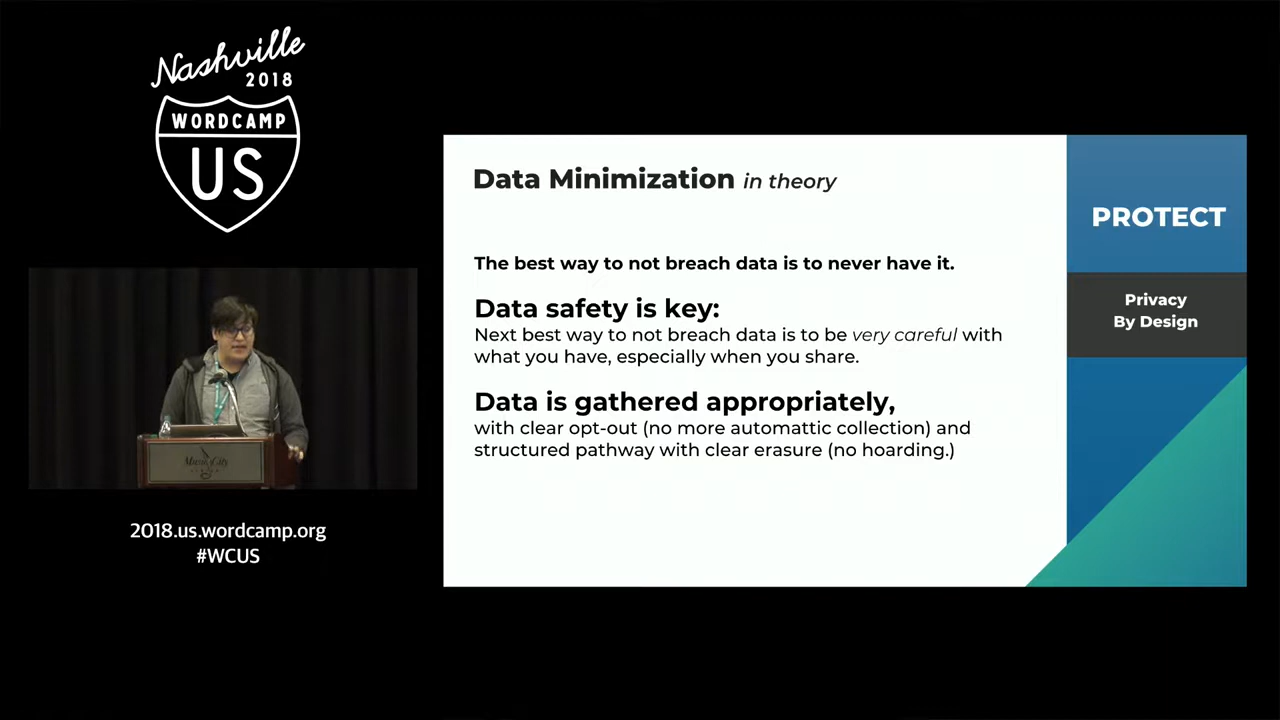 Nashville
2018
WORDCAMP
US
2018.us.wordcamp.org
#WCUS
Data Minimization in theory
The best way to not breach data is to never have it.
Data safety is key:
Next best way to not breach data is to be very careful with
what you have, especially when you share.
Data is gathered appropriately,
with clear opt-out (no more automattic collection) and
structured pathway with clear erasure (no hoarding.)
PROTECT
Privacy
By Design
Music City